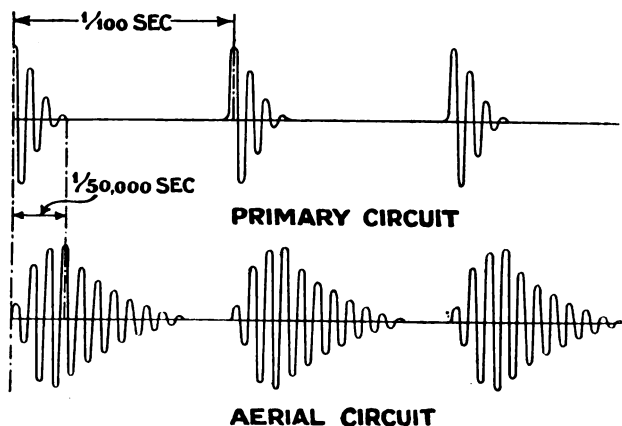 1/100 SEC
1/50,000 SEC
PRIMARY CIRCUIT
AERIAL CIRCUIT